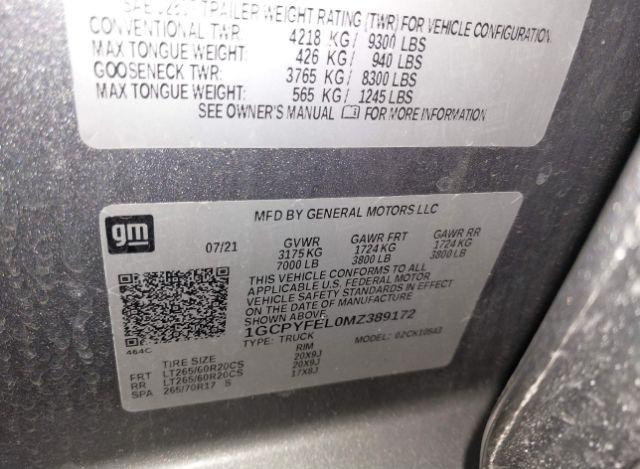 TRAILER WEIGHT RATING (TWR) FOR VEHICLE CONFIGURATION
CONVENTIONAL TWR: 4218 KG/ 9300 LBS
MAX TONGUE WEIGHT: 426 KG/ 940 LBS
GOOSENECK TWR: 3765 KG/ 8300 LBS
MAX TONGUE WEIGHT: 565 KG/ 1245 LBS
SEE OWNER'S MANUAL FOR MORE INFORMATION
gm
MFD BY GENERAL MOTORS LLC
07/21 GVWR GAWR FRT GAWR RR
3175 KG 1724 KG 1724 KG
7000 LB 3800 LB 3800 LB
THIS VEHICLE CONFORMS TO ALL
APPLICABLE U.S. FEDERAL MOTOR
VEHICLE SAFETY STANDARDS IN EFFECT
ON THE DATE OF MANUFACTURE
SHOWN ABOVE.
1GCPYFEL0MZ389172
TYPE: TRUCK MODEL:
464C
TIRE SIZE RIM
FRT LT265/60R20CS 20X9J
RR LT265/60R20CS 20X9J
SPA 265/70R17 S 17X8J